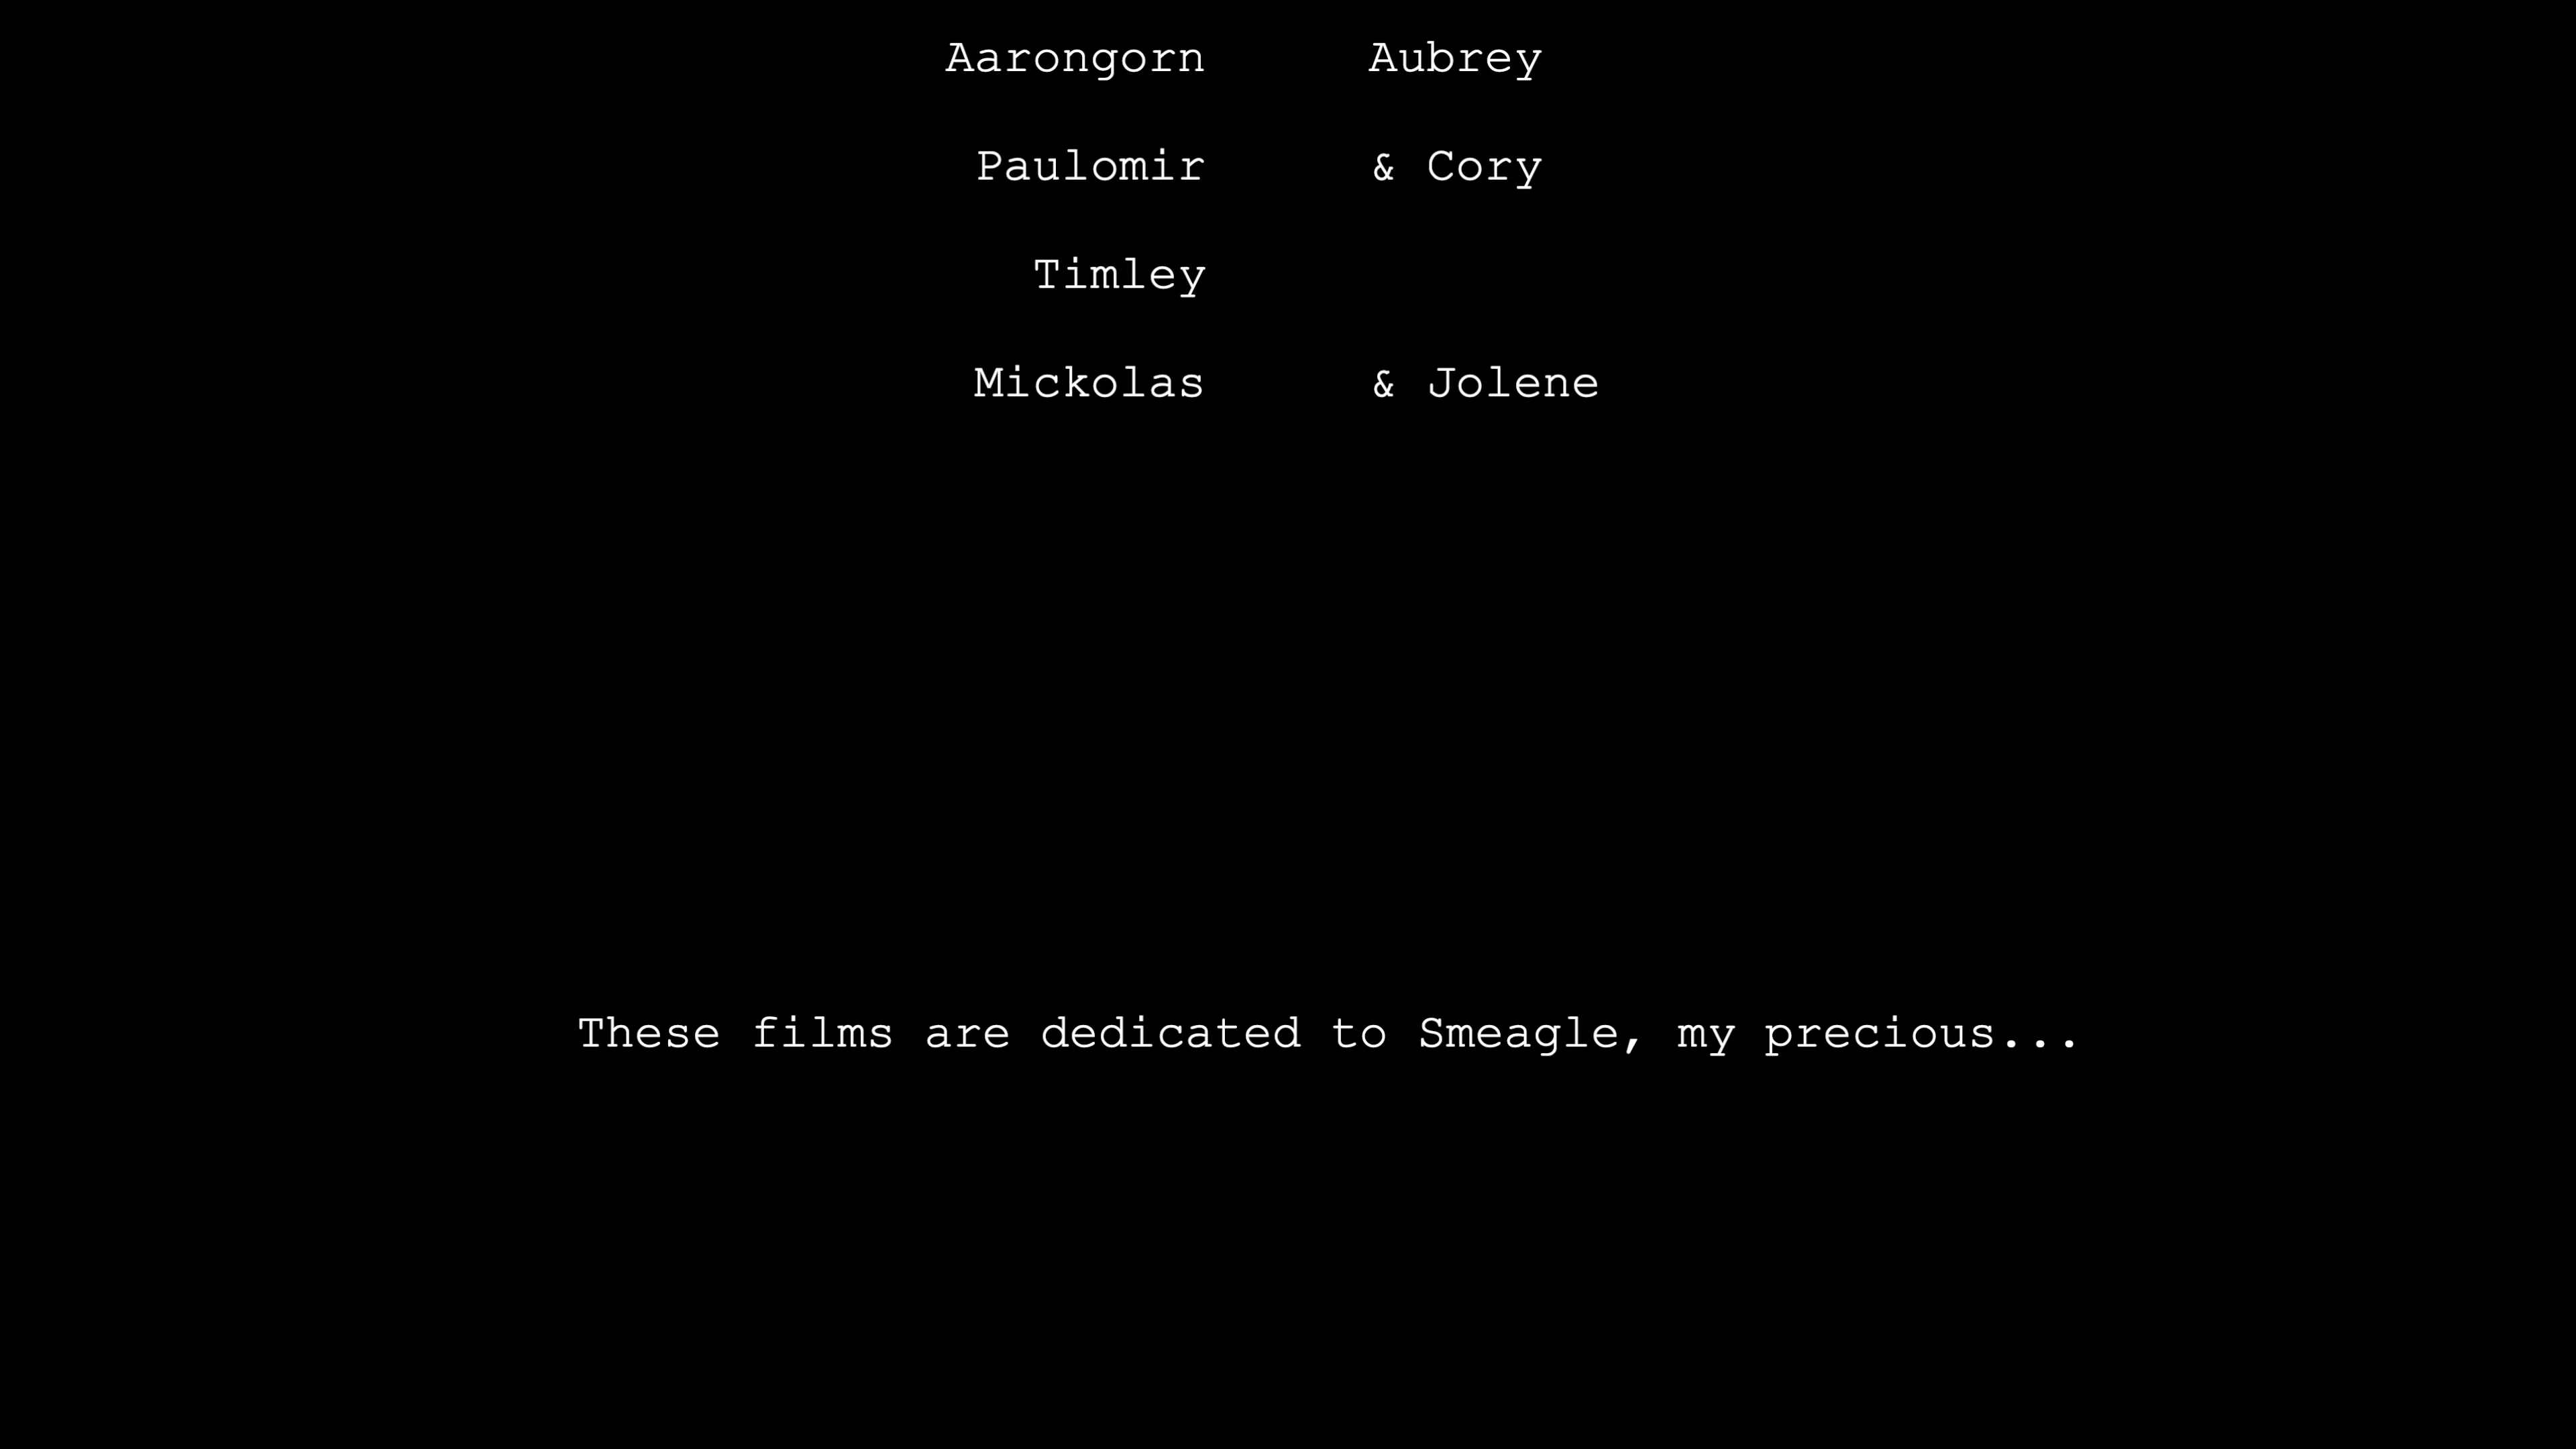 Aarongorn Aubrey
Paulomir & Cory
Timley
Mickolas & Jolene
These films are dedicated to Smeagle, my precious...